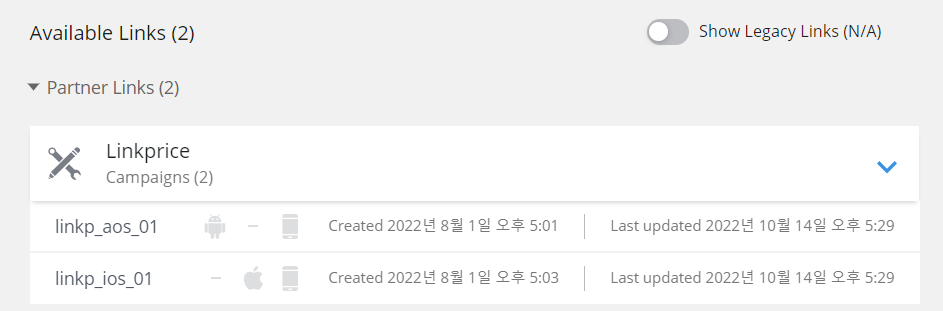 Available Links (2)
Show Legacy Links (N/A)
Partner Links (2)
Linkprice
Campaigns (2)
linkp_aos_01 Created 2022년 8월 1일 오후 5:01 Last updated 2022년 10월 14일 오후 5:29
linkp_ios_01 Created 2022년 8월 1일 오후 5:03 Last updated 2022년 10월 14일 오후 5:29